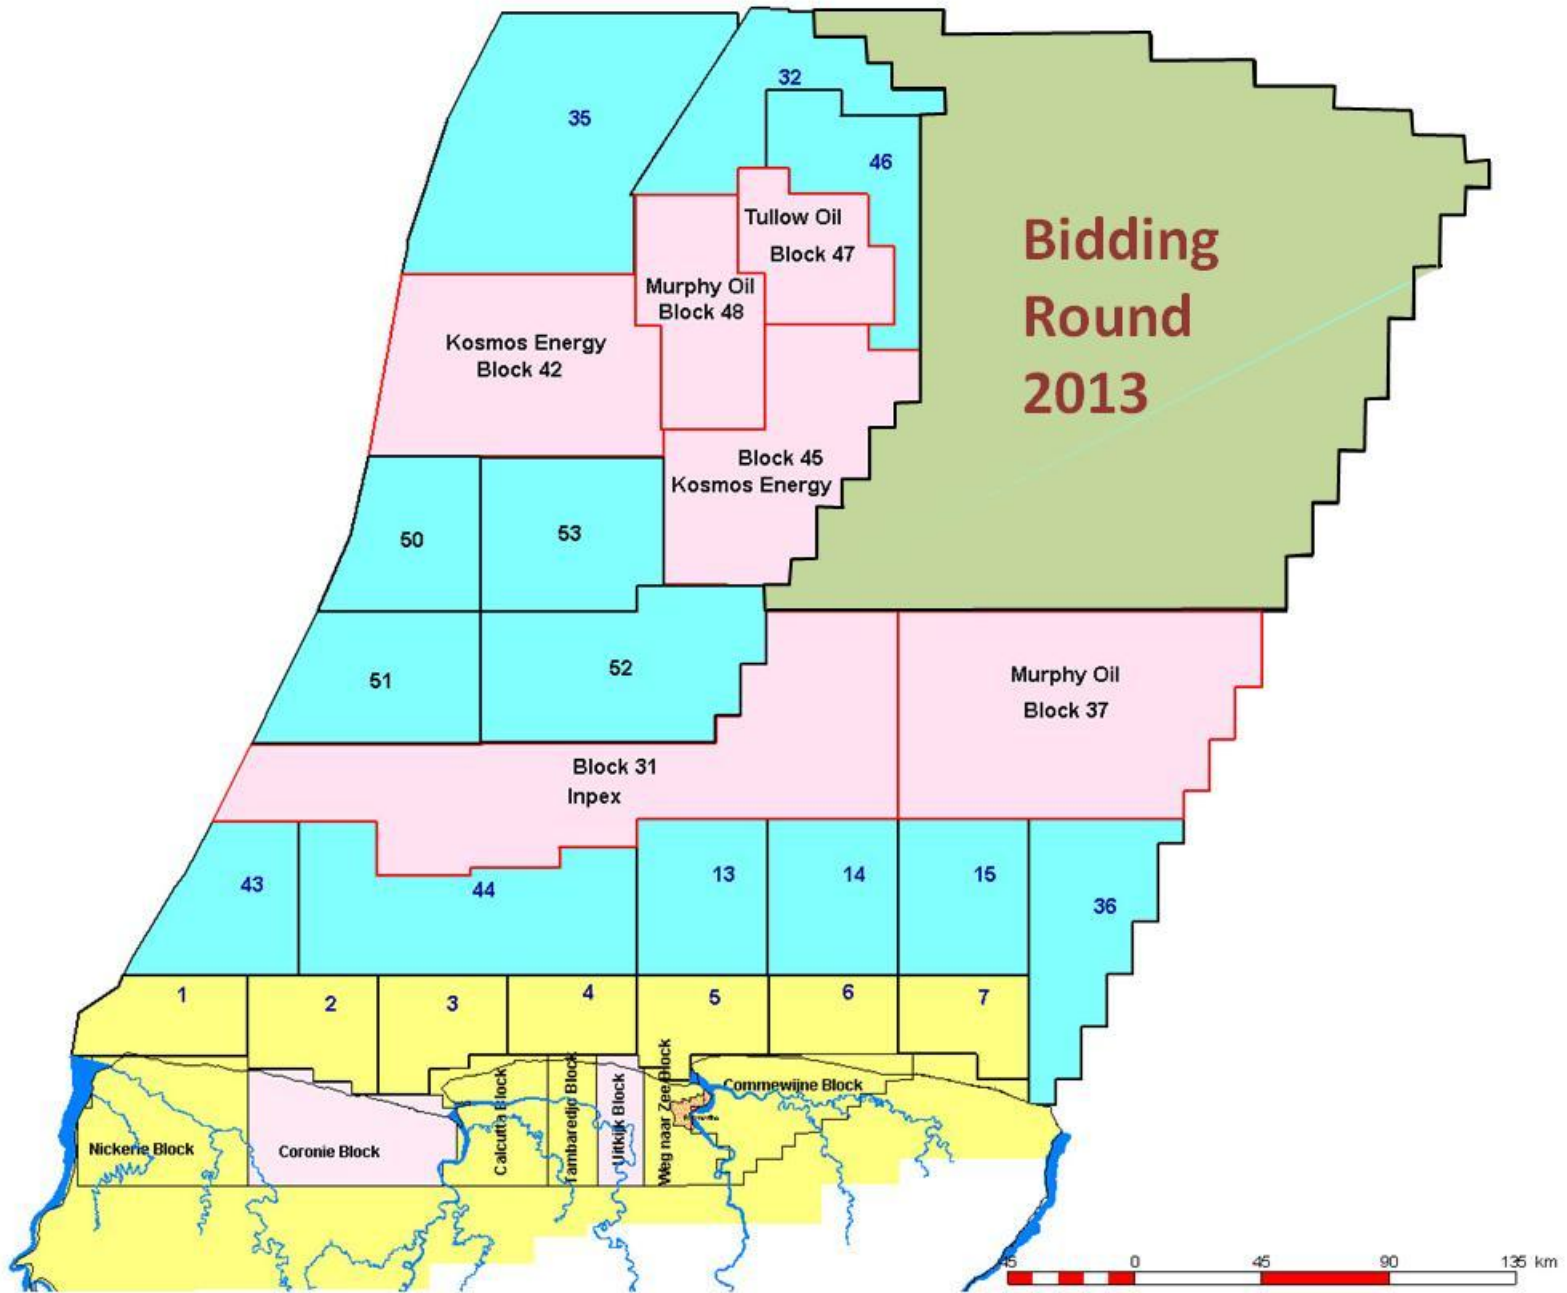 32
35
46
Tullow Oil
Block 47
Bidding
Round
2013
Murphy Oil
Block 48
Kosmos Energy
Block 42
Block 45
Kosmos Energy
50
53
51
52
Murphy Oil
Block 37
Block 31
Inpex
43
44
13
14
15
36
1
2
3
4
5
6
7
Nickerie Block
Coronie Block
Calcutta Block
Tambaredjo Block
Uitkijk Block
Weg naar Zee Block
Commewijne Block
45
0
45
90
135 km